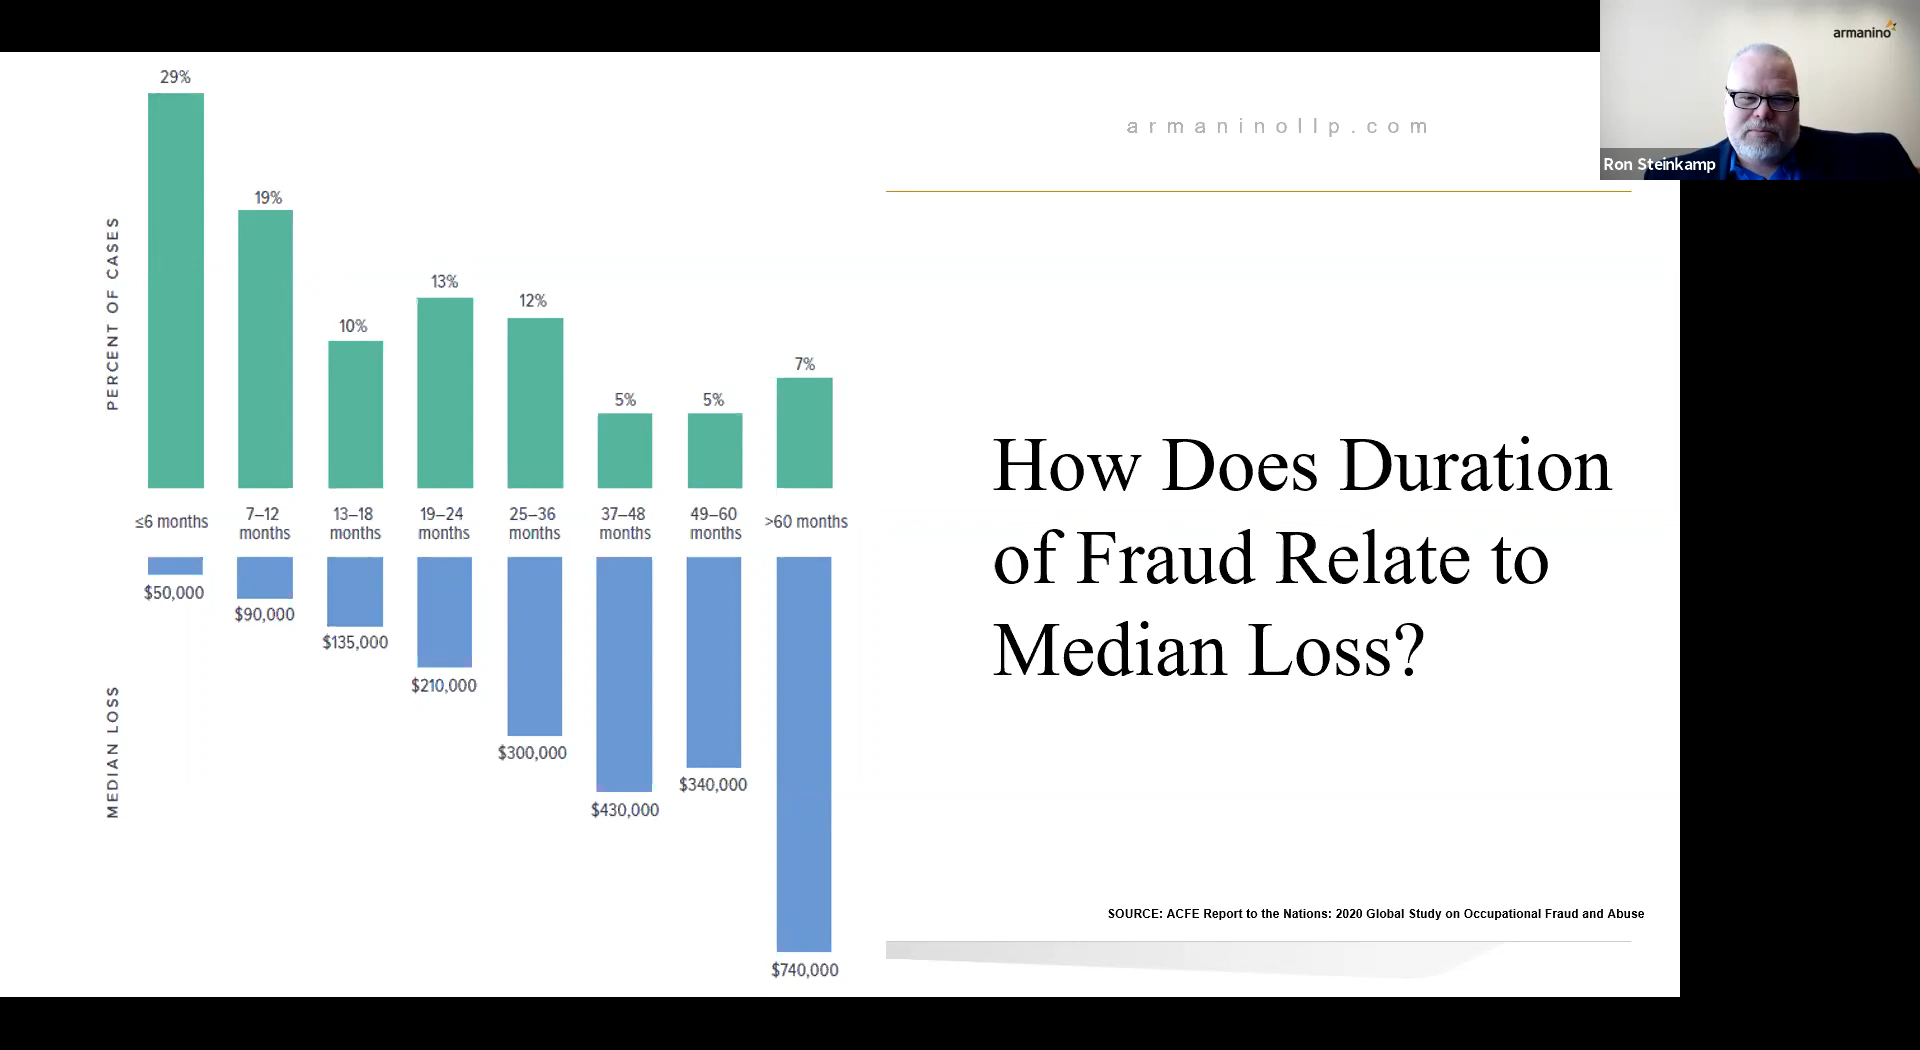 armanino
Ron Steinkamp
armaninollp.com
How Does Duration
of Fraud Relate to
Median Loss?
SOURCE: ACFE Report to the Nations: 2020 Global Study on Occupational Fraud and Abuse
PERCENT OF CASES
29%
19%
10%
13%
12%
5%
5%
7%
≤6 months
7–12
months
13–18
months
19–24
months
25–36
months
37–48
months
49–60
months
>60 months
MEDIAN LOSS
$50,000
$90,000
$135,000
$210,000
$300,000
$430,000
$340,000
$740,000